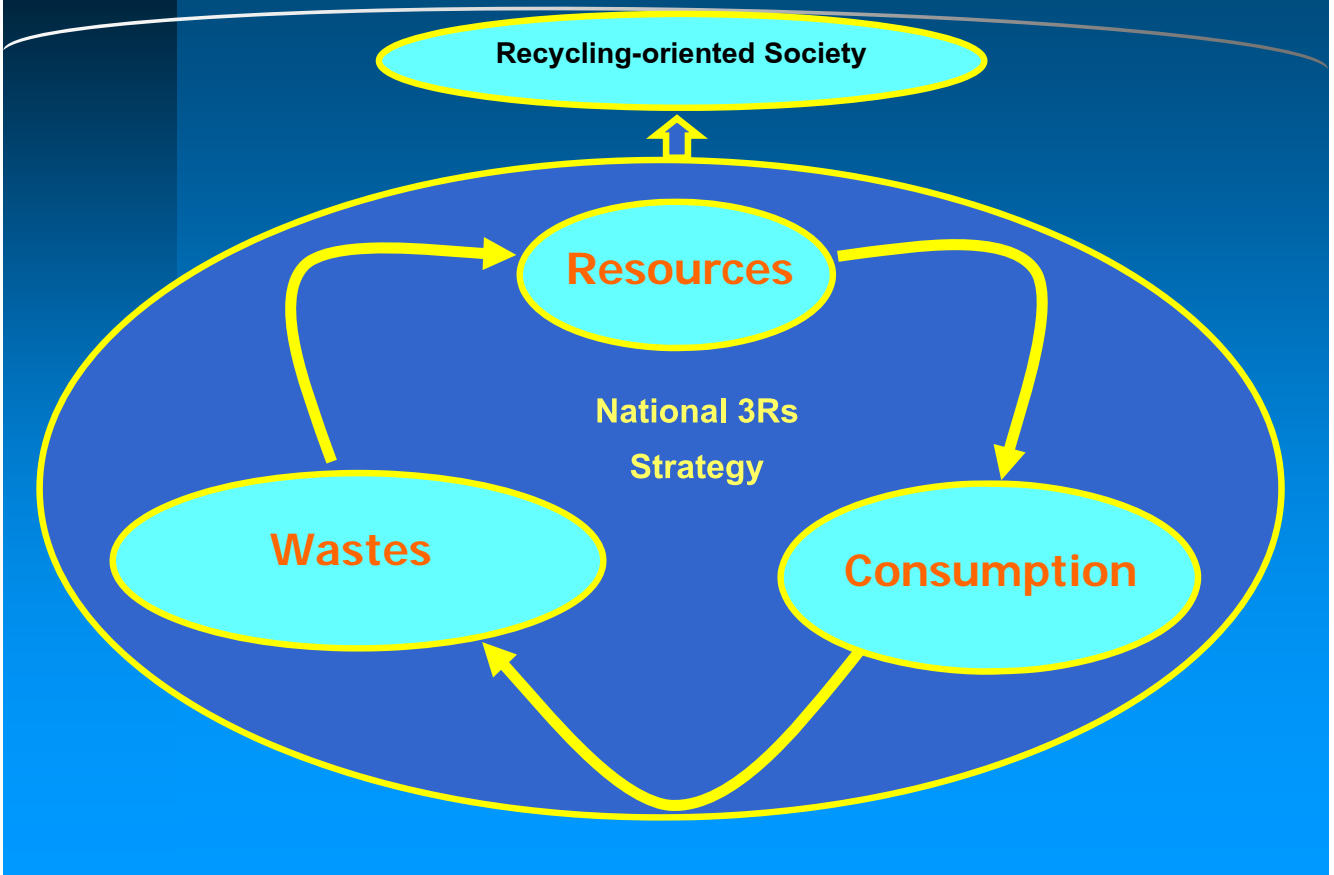 Recycling-oriented Society
Resources
National 3Rs
Strategy
Wastes
Consumption